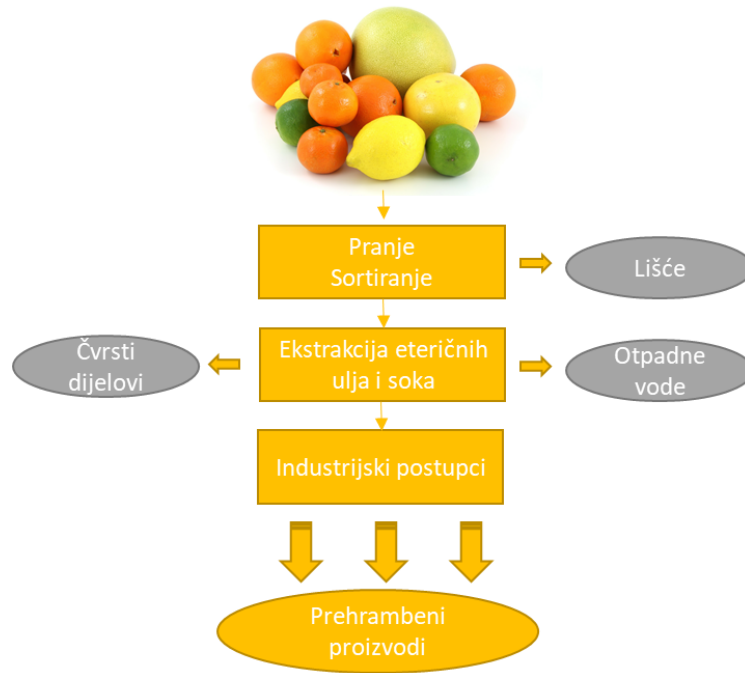 Pranje
Sortiranje
Lišće
Čvrsti
dijelovi
Ekstrakcija eteričnih
ulja i soka
Otpadne
vode
Industrijski postupci
Prehrambeni
proizvodi